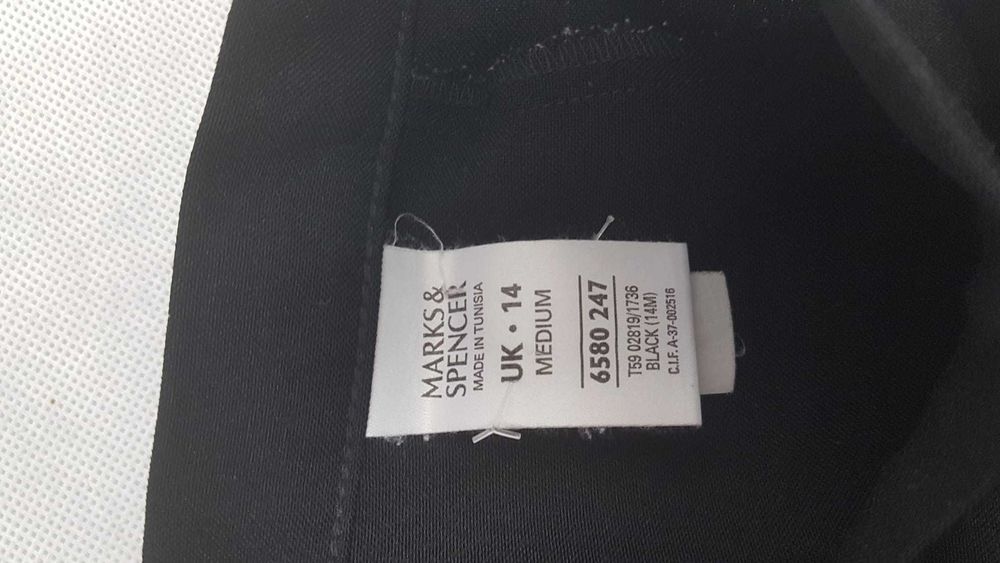 MARKS &
SPENCER
MADE IN TUNISIA
UK • 14
MEDIUM
6580 247
T59 02819/1736
BLACK (14M)
C.I.F. A-37-002516